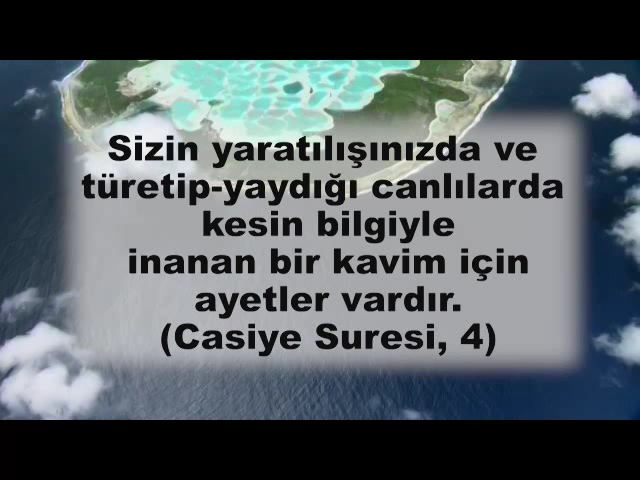 Sizin yaratılışınızda ve
türetip-yaydığı canlılarda
kesin bilgiyle
inanan bir kavim için
ayetler vardır.
(Casiye Suresi, 4)